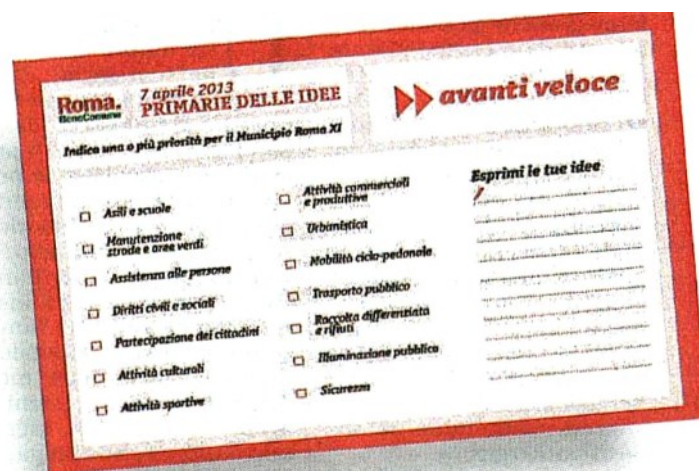 Roma.
BeneComune
7 aprile 2013
PRIMARIE DELLE IDEE
avanti veloce
Indica una o più priorità per il Municipio Roma XI
Asili e scuole
Manutenzione
strade e aree verdi
Assistenza alle persone
Diritti civili e sociali
Partecipazione dei cittadini
Attività culturali
Attività sportive
Attività commerciali
e produttive
Urbanistica
Mobilità ciclo-pedonale
Trasporto pubblico
Raccolta differenziata
e rifiuti
Illuminazione pubblica
Sicurezza
Esprimi le tue idee